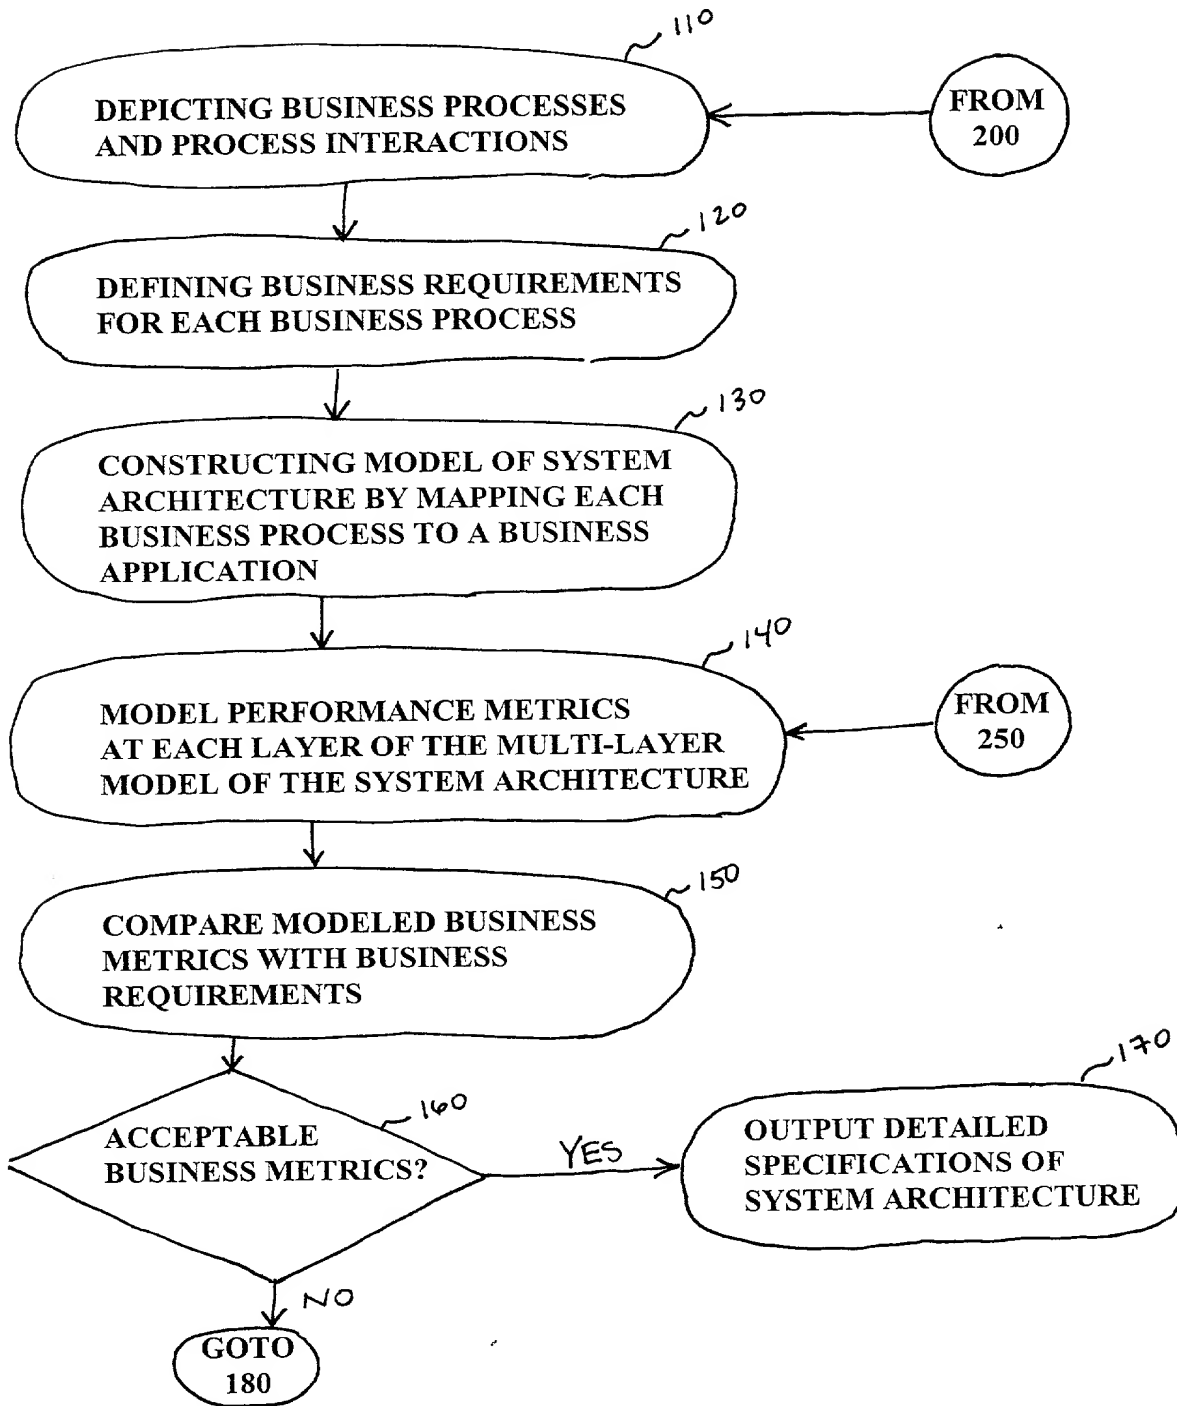 110
DEPICTING BUSINESS PROCESSES
AND PROCESS INTERACTIONS
FROM
200
120
DEFINING BUSINESS REQUIREMENTS
FOR EACH BUSINESS PROCESS
130
CONSTRUCTING MODEL OF SYSTEM
ARCHITECTURE BY MAPPING EACH
BUSINESS PROCESS TO A BUSINESS
APPLICATION
140
MODEL PERFORMANCE METRICS
AT EACH LAYER OF THE MULTI-LAYER
MODEL OF THE SYSTEM ARCHITECTURE
FROM
250
150
COMPARE MODELED BUSINESS
METRICS WITH BUSINESS
REQUIREMENTS
160
ACCEPTABLE
BUSINESS METRICS?
YES
170
OUTPUT DETAILED
SPECIFICATIONS OF
SYSTEM ARCHITECTURE
NO
GOTO
180